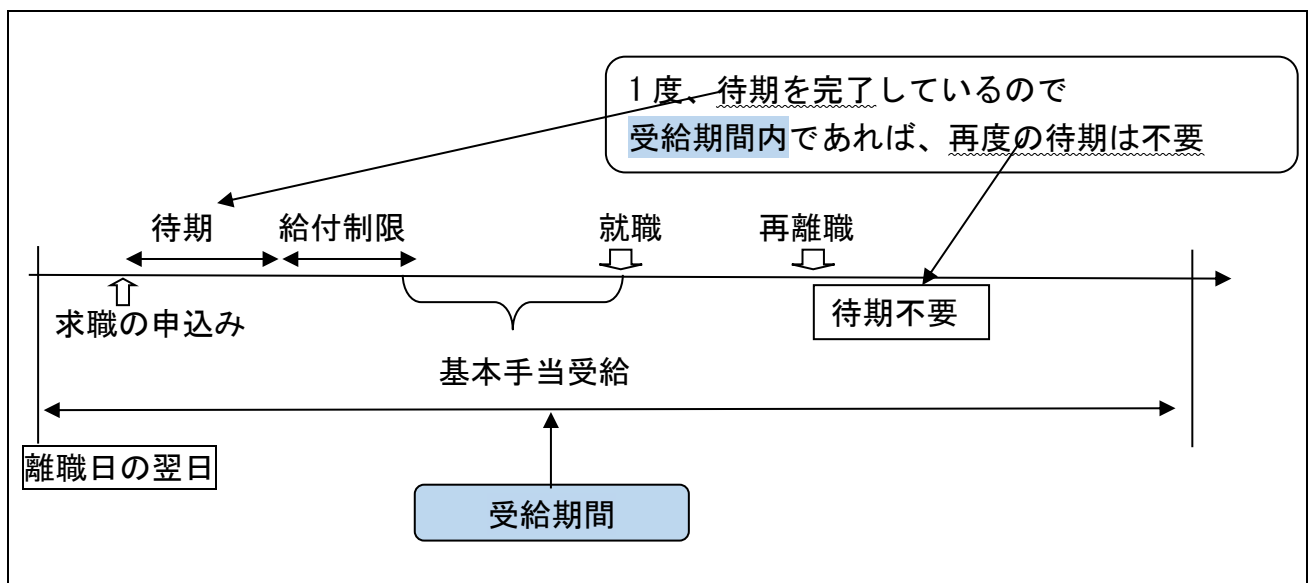 1度、待期を完了しているので
受給期間内であれば、再度の待期は不要
待期
給付制限
就職
再離職
求職の申込み
待期不要
基本手当受給
離職日の翌日
受給期間